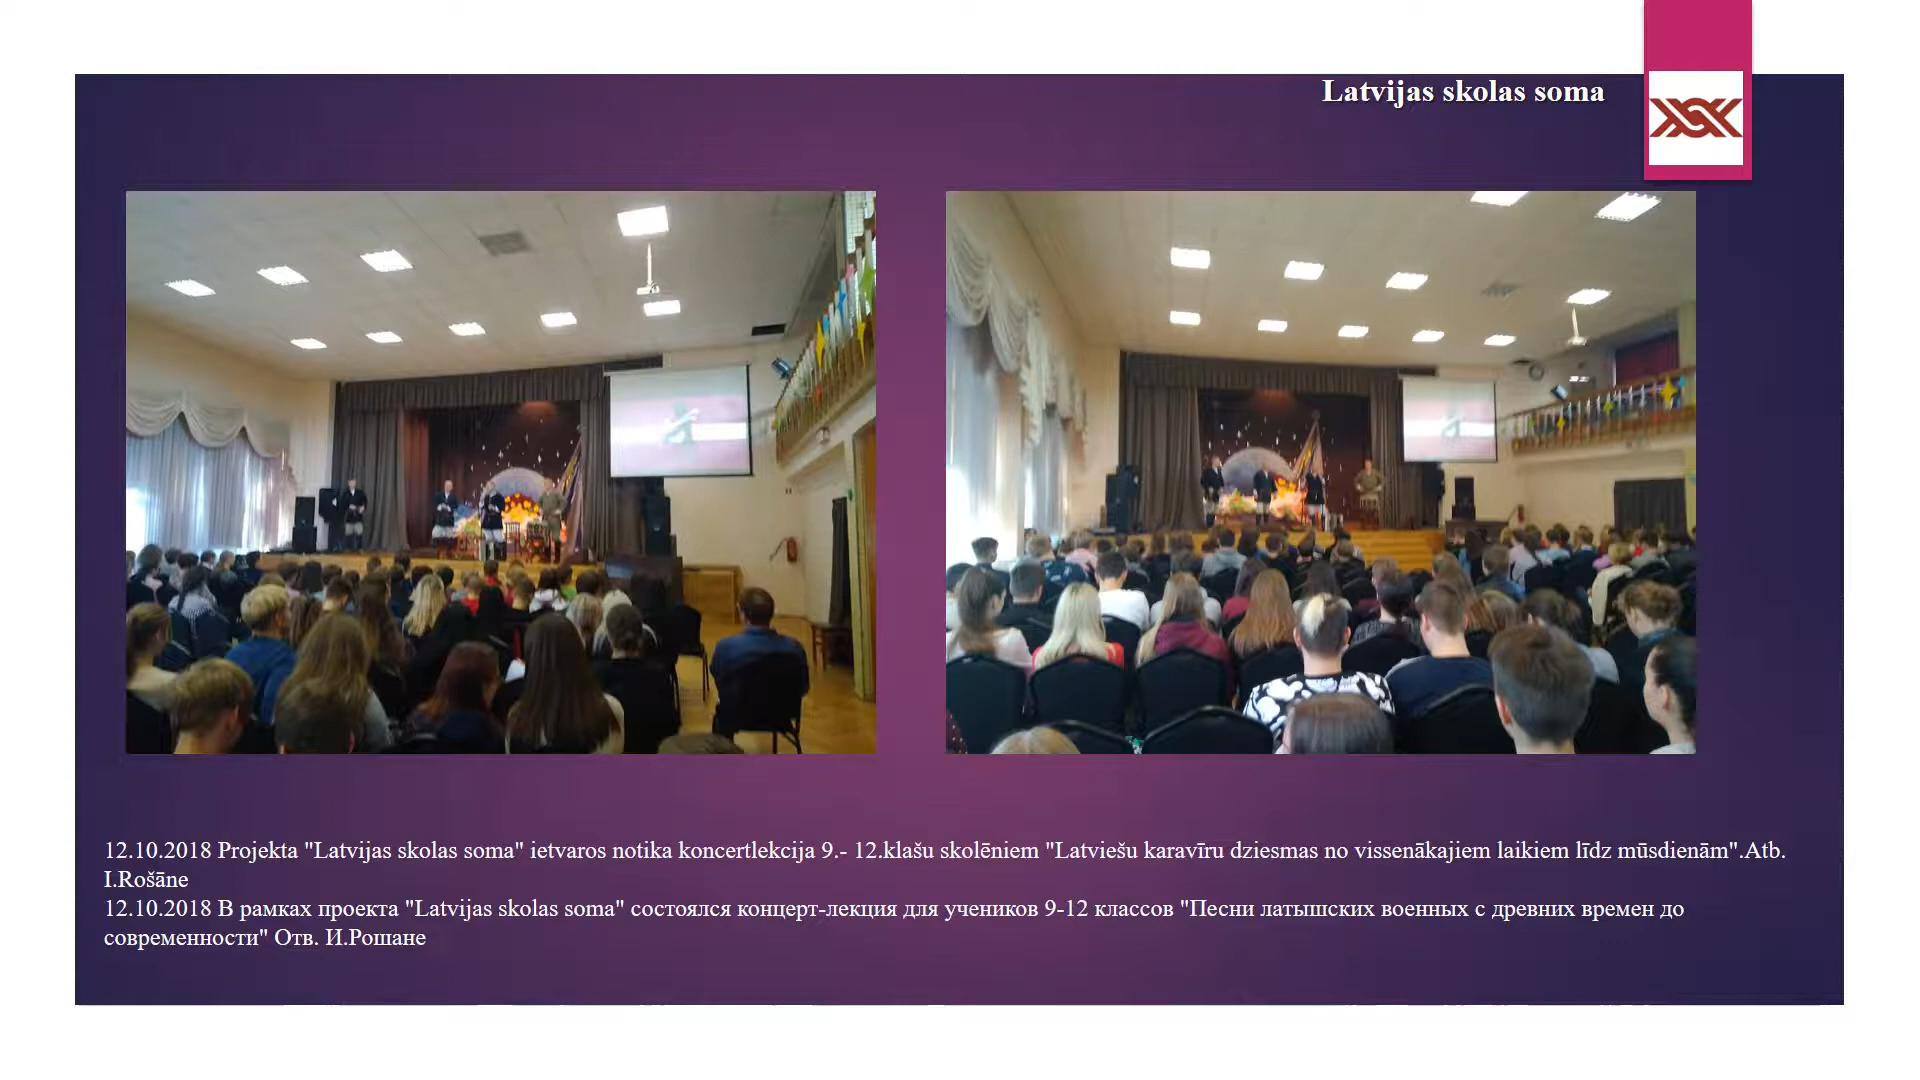 Latvijas skolas soma
12.10.2018 Projekta "Latvijas skolas soma" ietvaros notika koncertlekcija 9.- 12.klašu skolēniem "Latviešu karavīru dziesmas no vissenākajiem laikiem līdz mūsdienām".Atb.
I.Rošāne
12.10.2018 В рамках проекта "Latvijas skolas soma" состоялся концерт-лекция для учеников 9-12 классов "Песни латышских военных с древних времен до
современности" Отв. И.Рошане